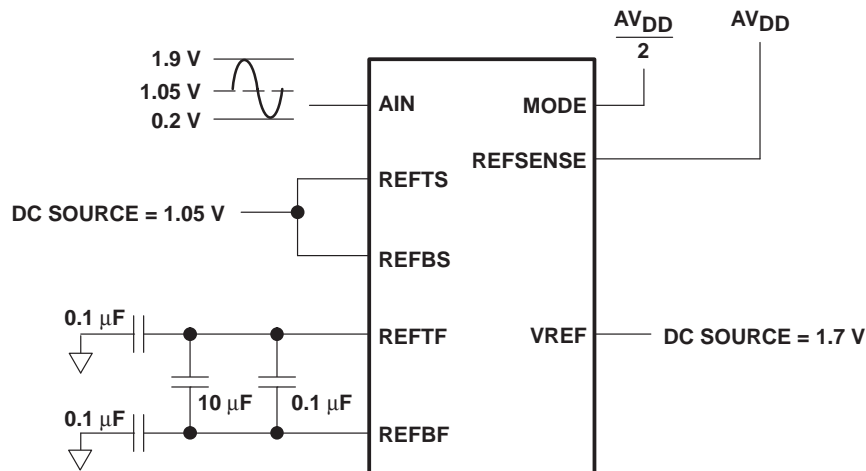 AVDD
2
AVDD
1.9 V
1.05 V
0.2 V
AIN
MODE
REFSENSE
REFTS
DC SOURCE = 1.05 V
REFBS
0.1 μF
REFTF
VREF
DC SOURCE = 1.7 V
10 μF
0.1 μF
0.1 μF
REFBF